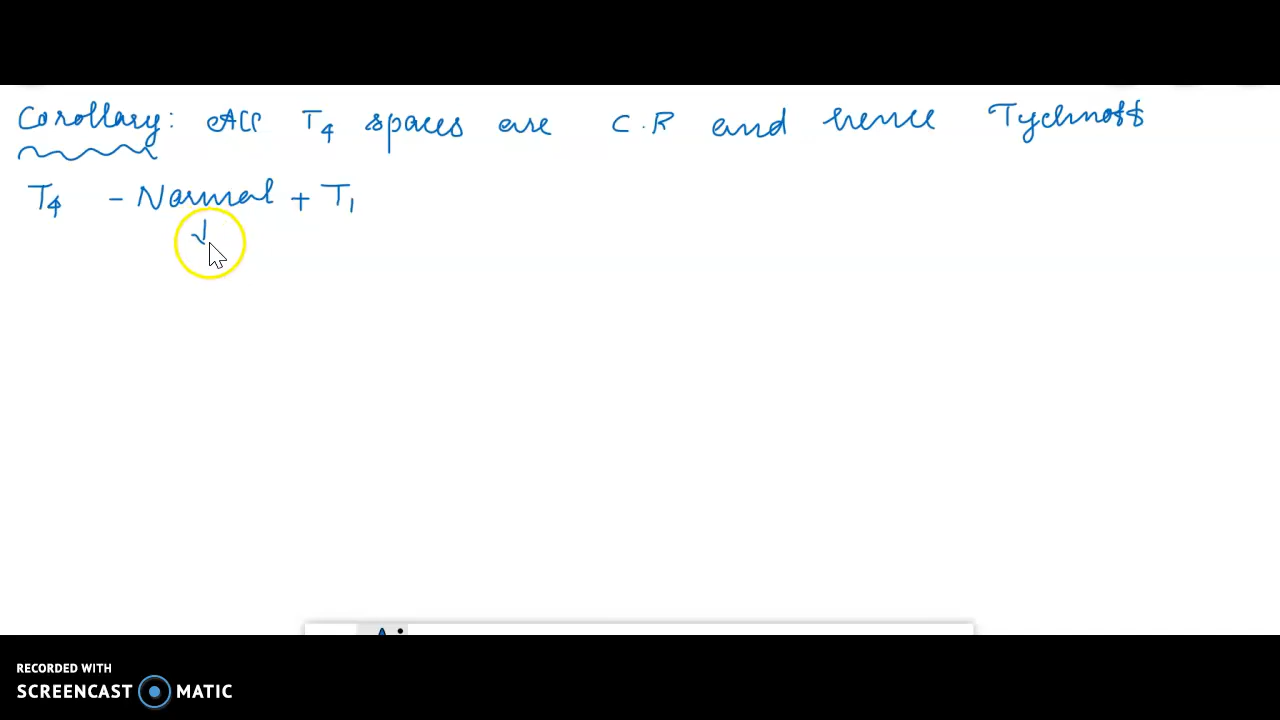 Corollary: All T4 spaces are C.R and hence Tychnoff
T4 - Normal + T1
RECORDED WITH
SCREENCAST MATIC